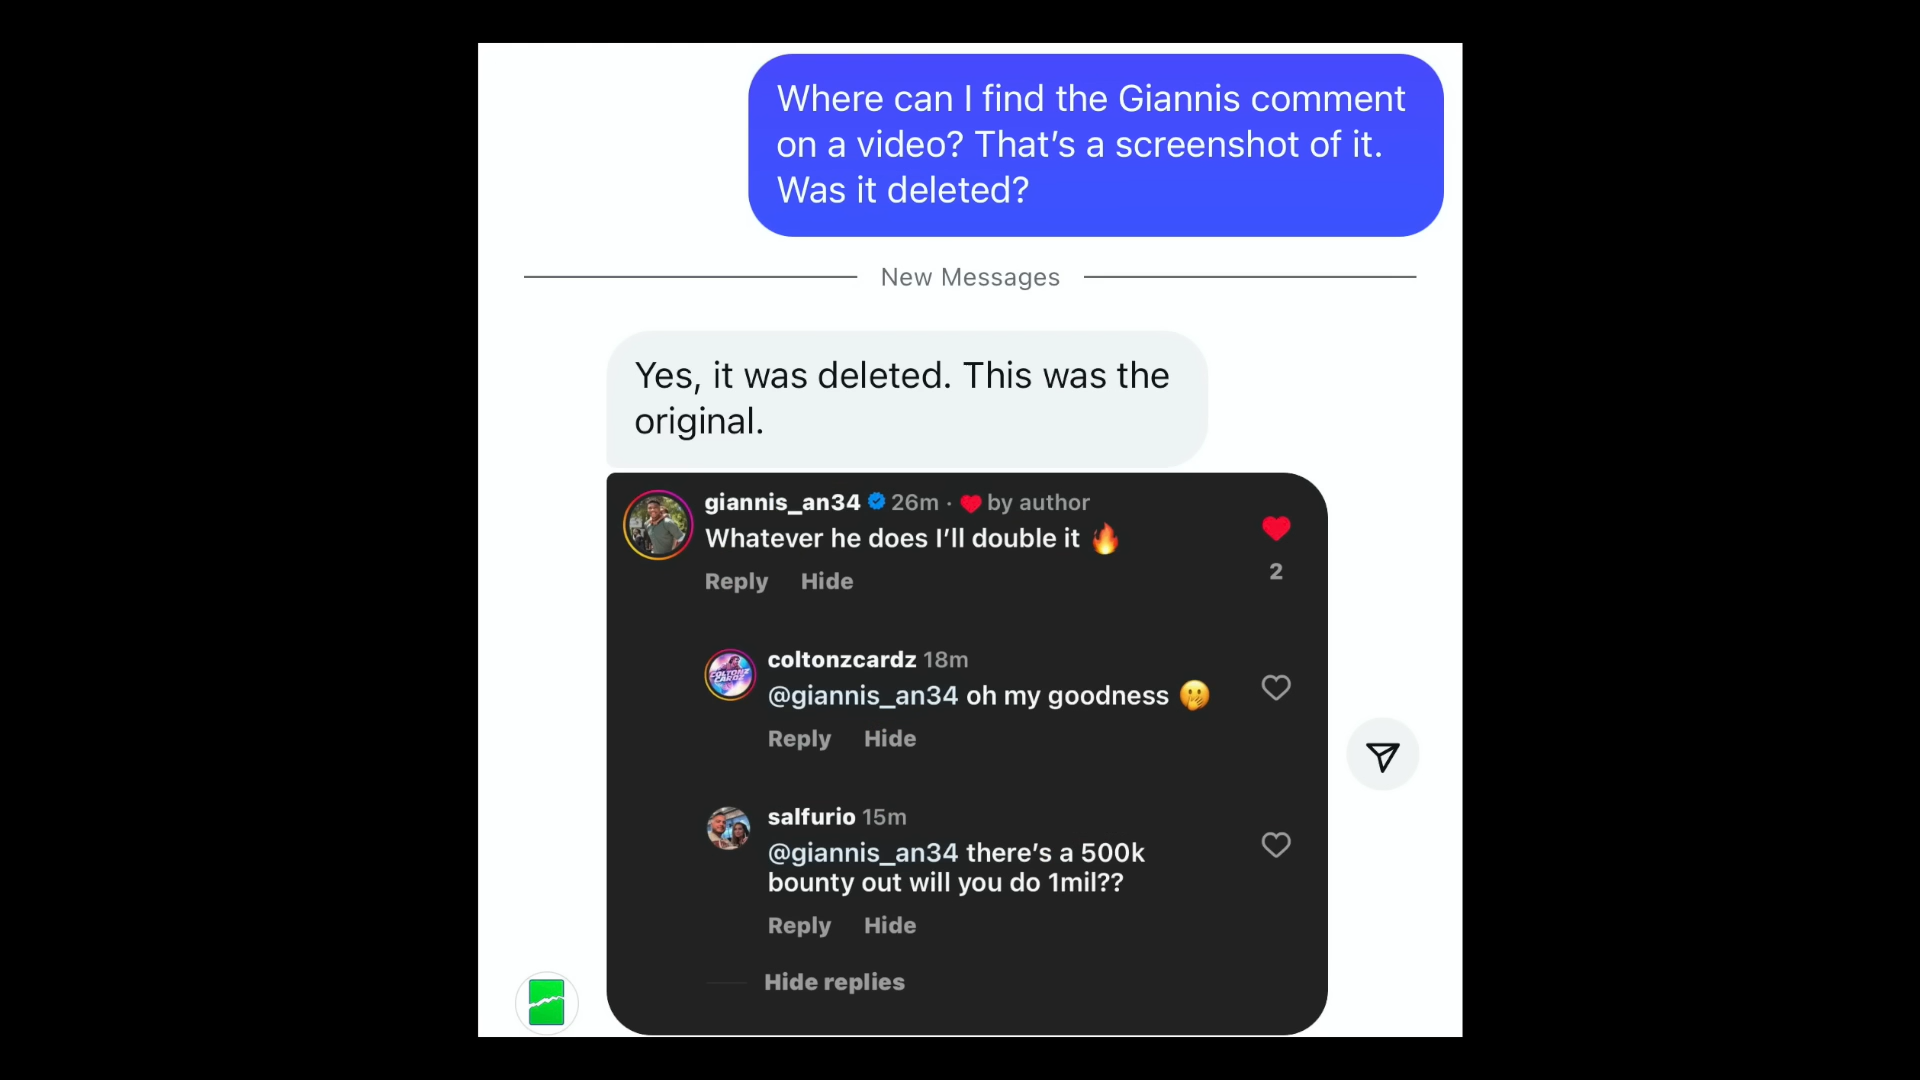 Where can I find the Giannis comment
on a video? That's a screenshot of it.
Was it deleted?
New Messages
Yes, it was deleted. This was the
original.
giannis_an34 26m · ❤️ by author
Whatever he does I'll double it 🔥
2
Reply Hide
coltonzcardz 18m
@giannis_an34 oh my goodness 🤭
Reply Hide
salfurio 15m
@giannis_an34 there's a 500k
bounty out will you do 1mil??
Reply Hide
Hide replies
COLTONZ
CARDZ